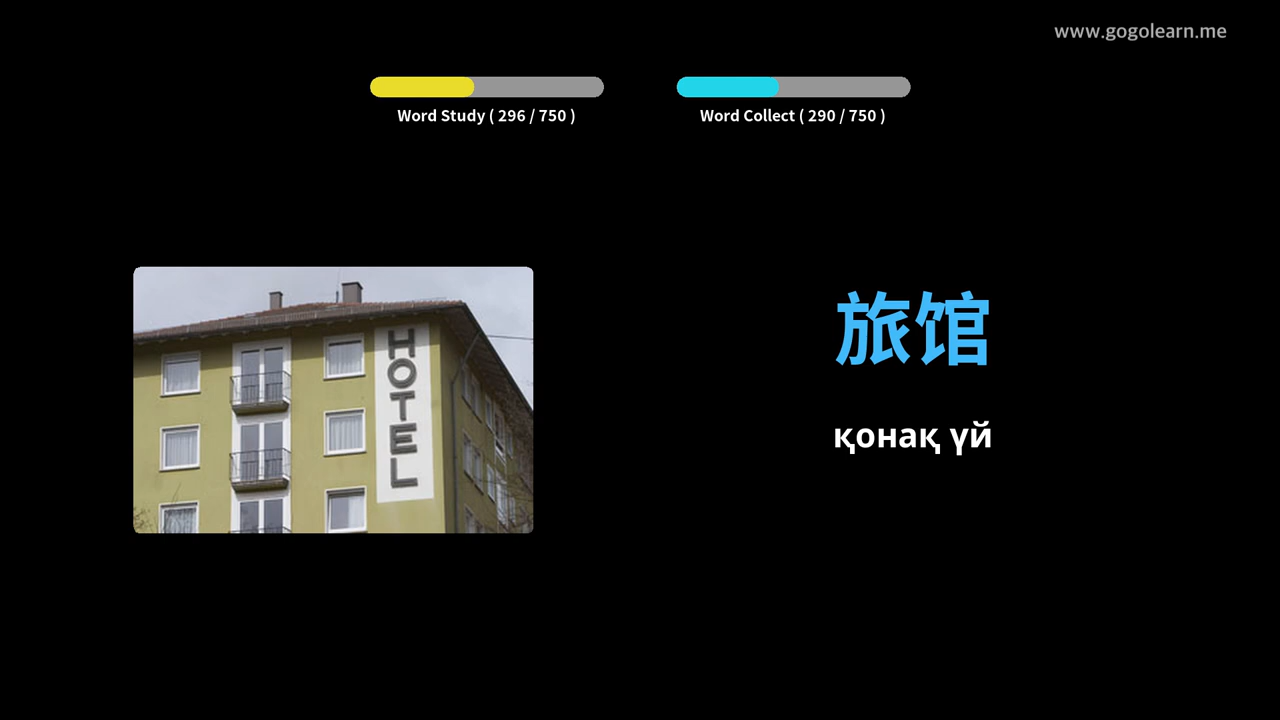 www.gogolearn.me
Word Study ( 296 / 750 )
Word Collect ( 290 / 750 )
HOTEL
旅馆
қонақ үй